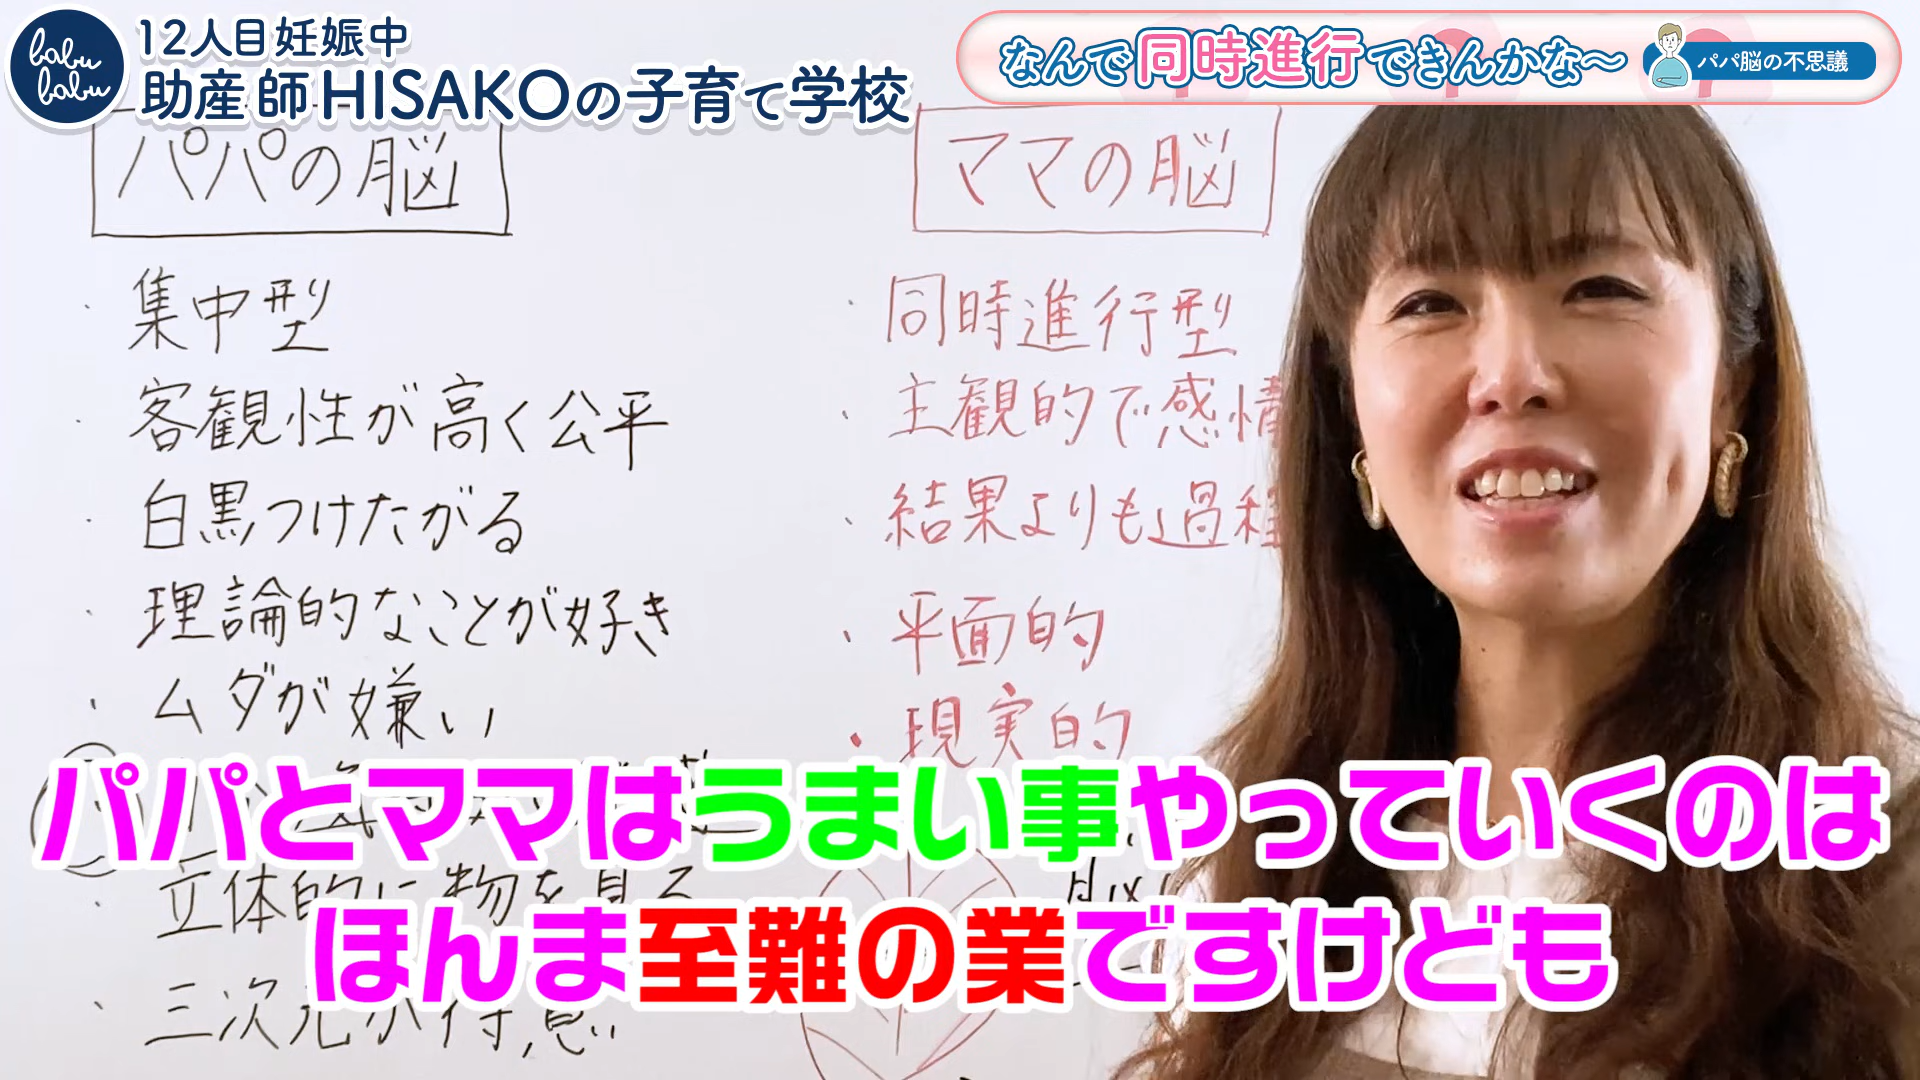 babu
babu
12人目妊娠中
助産師HISAKOの子育て学校
なんで同時進行できんかな～
パパ脳の不思議
パパの脳
・集中型
・客観性が高く公平
・白黒つけたがる
・理論的なことが好き
・ムダが嫌い
・立体的に物を見る
・三次元が得意
ママの脳
・同時進行型
・主観的で感情
・結果よりも過程
・平面的
・現実的
パパとママはうまい事やっていくのは
ほんま至難の業ですけども